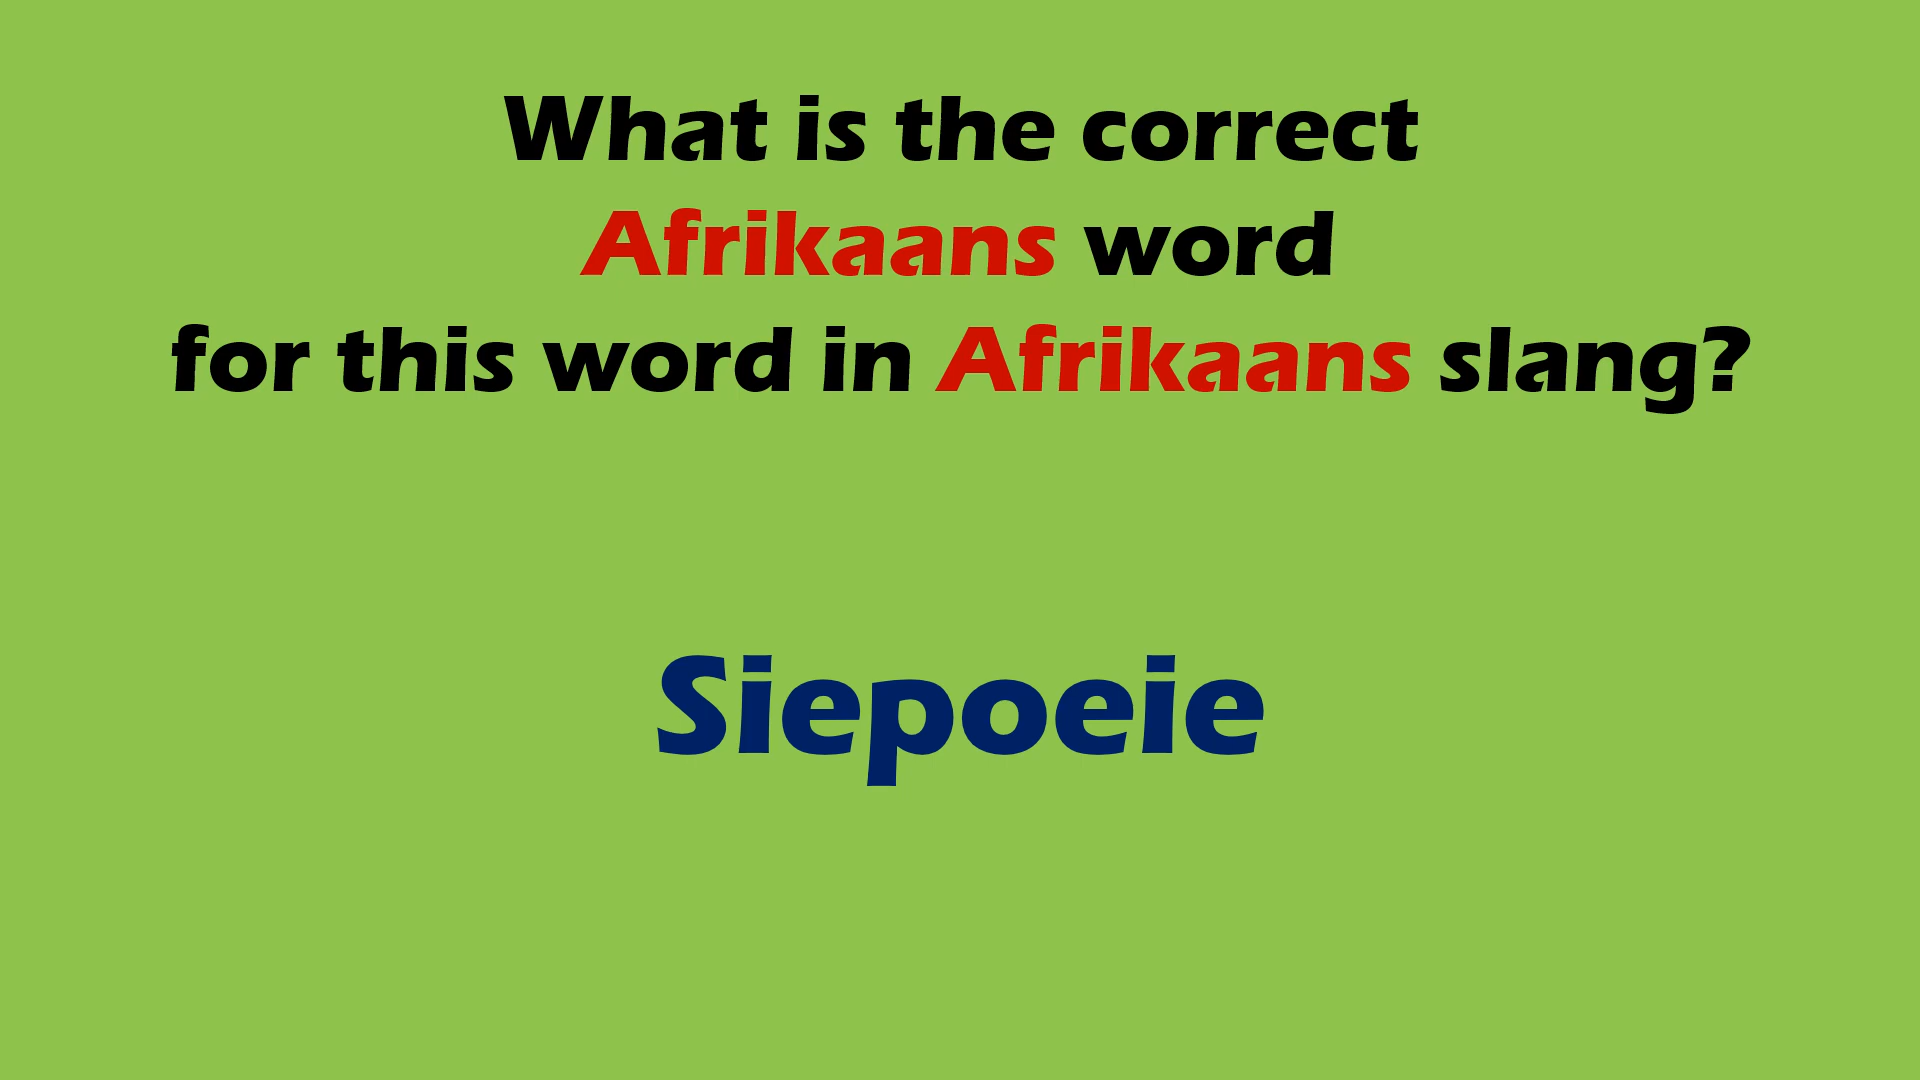 What is the correct
Afrikaans word
for this word in Afrikaans slang?
Siepoeie